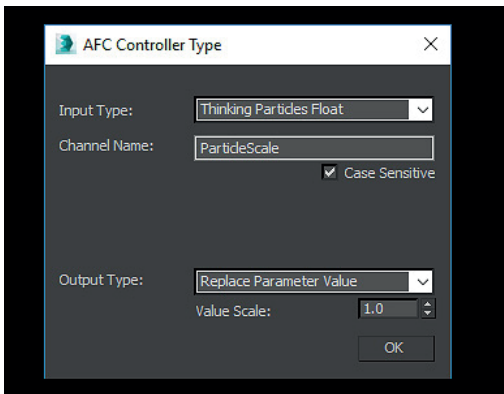 AFC Controller Type
Input Type: Thinking Particles Float
Channel Name: ParticleScale
Case Sensitive
Output Type: Replace Parameter Value
Value Scale: 1.0
OK